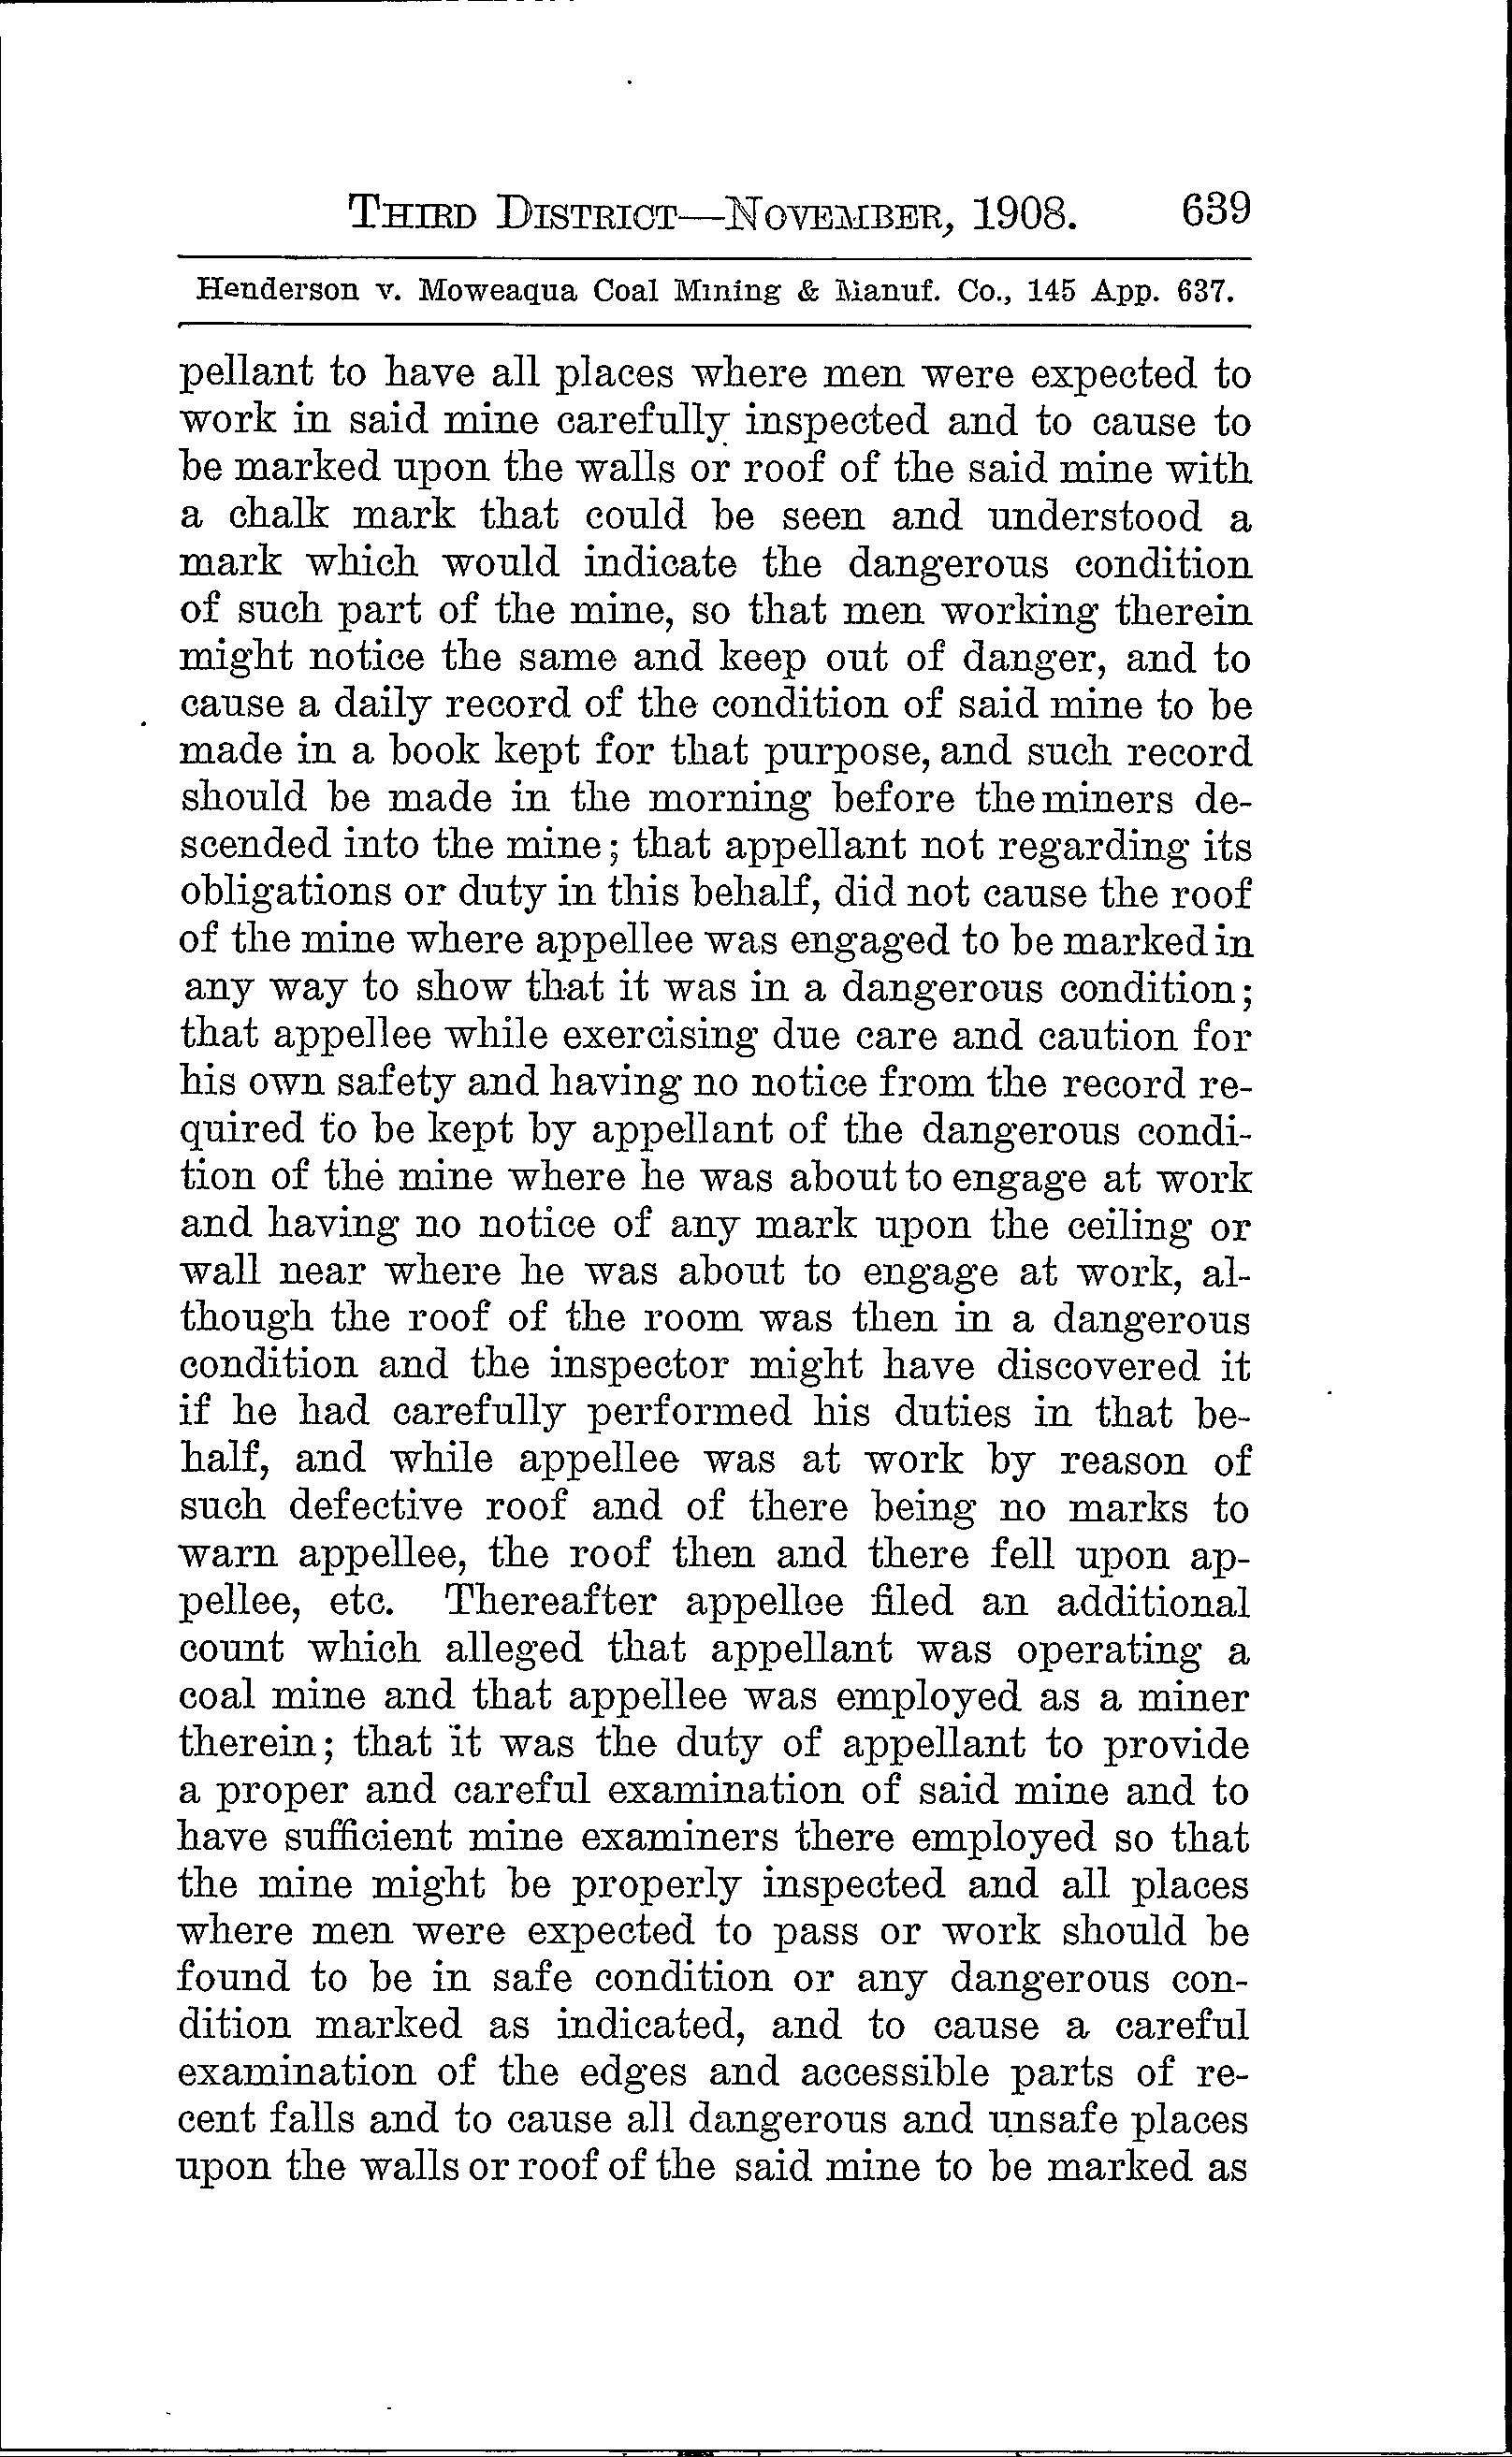 THIRD DISTRICT—NOVEMBER, 1908. 639
Henderson v. Moweaqua Coal Mining & Manuf. Co., 145 App. 637.
pellant to have all places where men were expected to
work in said mine carefully inspected and to cause to
be marked upon the walls or roof of the said mine with
a chalk mark that could be seen and understood a
mark which would indicate the dangerous condition
of such part of the mine, so that men working therein
might notice the same and keep out of danger, and to
cause a daily record of the condition of said mine to be
made in a book kept for that purpose, and such record
should be made in the morning before the miners de-
scended into the mine; that appellant not regarding its
obligations or duty in this behalf, did not cause the roof
of the mine where appellee was engaged to be marked in
any way to show that it was in a dangerous condition;
that appellee while exercising due care and caution for
his own safety and having no notice from the record re-
quired to be kept by appellant of the dangerous condi-
tion of the mine where he was about to engage at work
and having no notice of any mark upon the ceiling or
wall near where he was about to engage at work, al-
though the roof of the room was then in a dangerous
condition and the inspector might have discovered it
if he had carefully performed his duties in that be-
half, and while appellee was at work by reason of
such defective roof and of there being no marks to
warn appellee, the roof then and there fell upon ap-
pellee, etc. Thereafter appellee filed an additional
count which alleged that appellant was operating a
coal mine and that appellee was employed as a miner
therein; that it was the duty of appellant to provide
a proper and careful examination of said mine and to
have sufficient mine examiners there employed so that
the mine might be properly inspected and all places
where men were expected to pass or work should be
found to be in safe condition or any dangerous con-
dition marked as indicated, and to cause a careful
examination of the edges and accessible parts of re-
cent falls and to cause all dangerous and unsafe places
upon the walls or roof of the said mine to be marked as